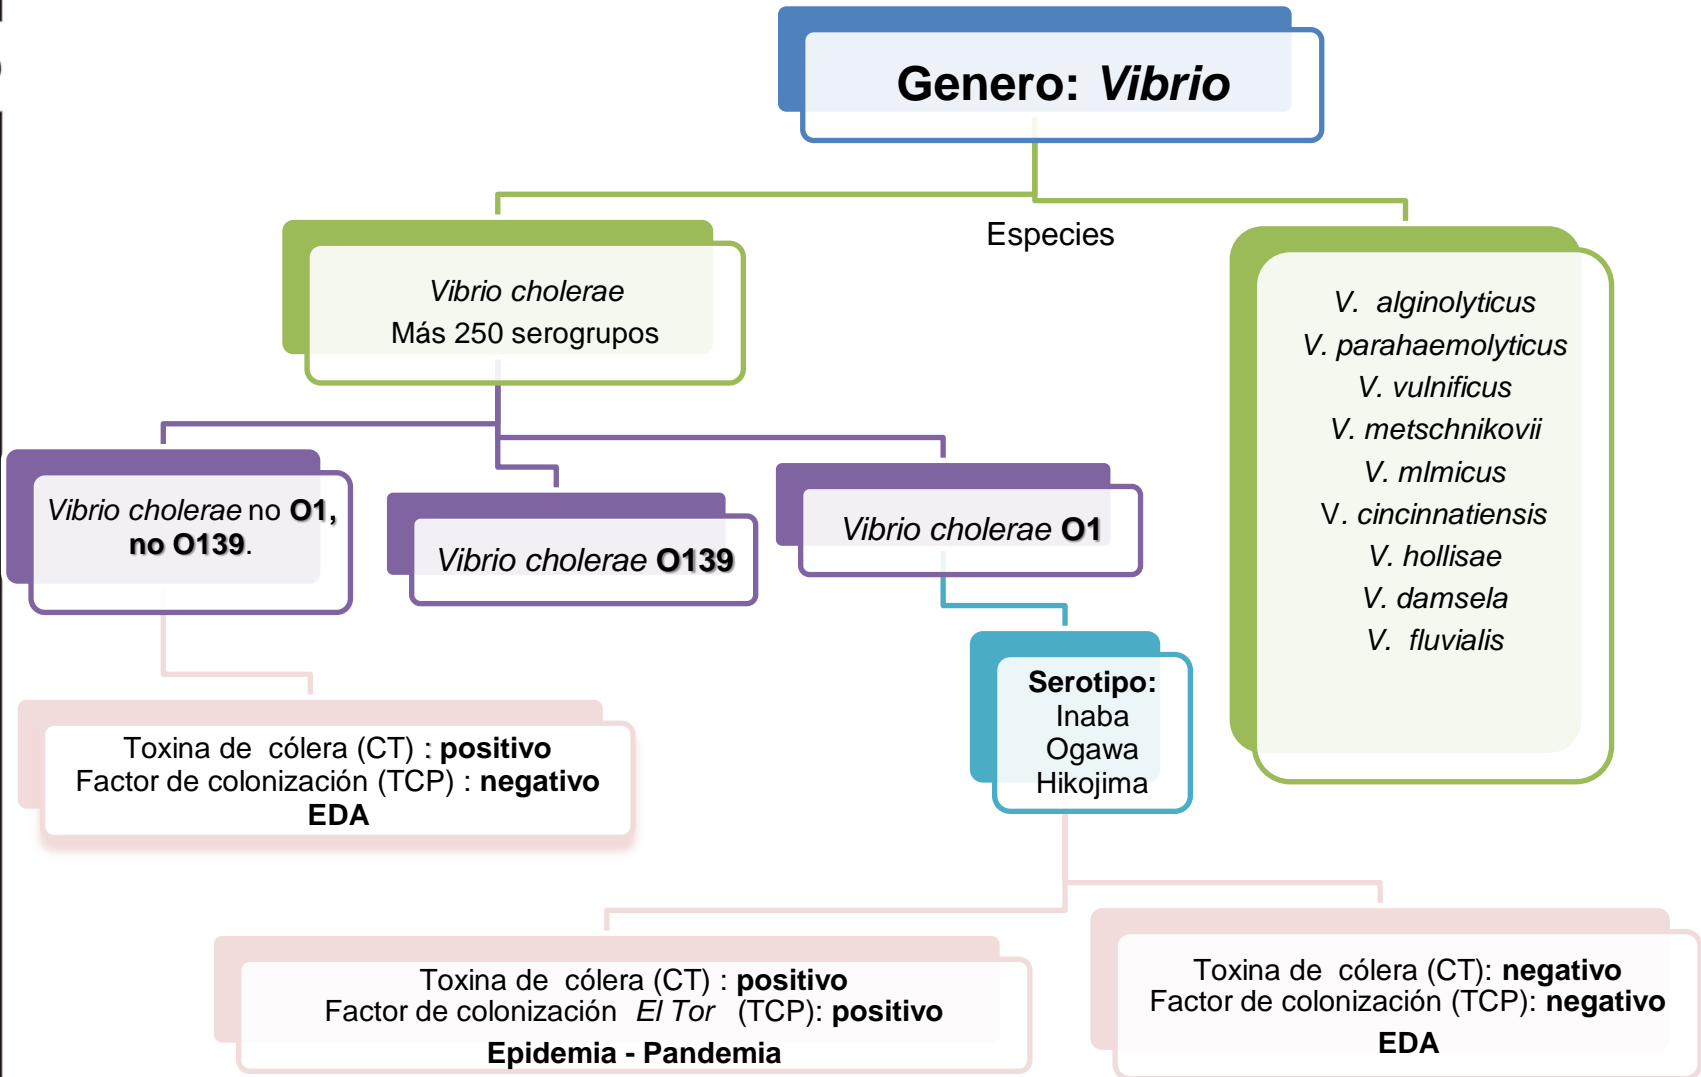 Genero: Vibrio
Especies
Vibrio cholerae
Más 250 serogrupos
V. alginolyticus
V. parahaemolyticus
V. vulnificus
V. metschnikovii
V. mlmicus
V. cincinnatiensis
V. hollisae
V. damsela
V. fluvialis
Vibrio cholerae no O1,
no O139.
Vibrio cholerae O139
Vibrio cholerae O1
Serotipo:
Inaba
Ogawa
Hikojima
Toxina de cólera (CT) : positivo
Factor de colonización (TCP) : negativo
EDA
Toxina de cólera (CT) : positivo
Factor de colonización El Tor (TCP): positivo
Epidemia - Pandemia
Toxina de cólera (CT): negativo
Factor de colonización (TCP): negativo
EDA